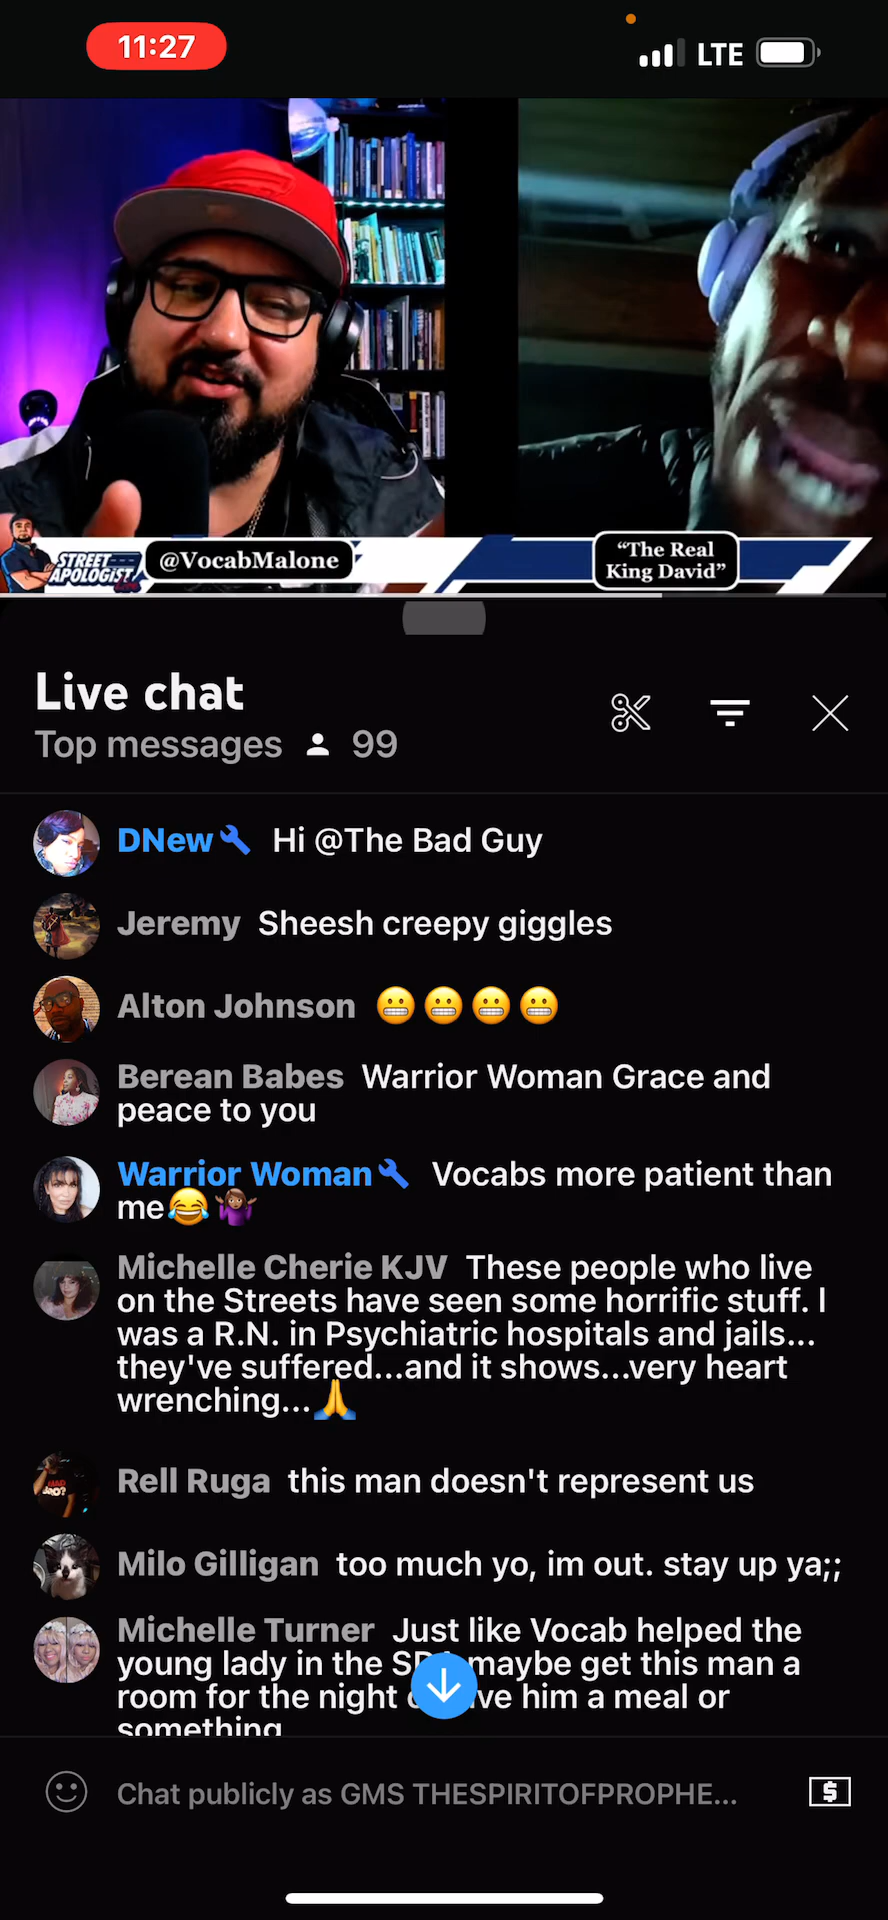 11:27
LTE
STREET
APOLOGIST
Live
@VocabMalone
“The Real
King David”
Live chat
Top messages 99
DNew Hi @The Bad Guy
Jeremy Sheesh creepy giggles
Alton Johnson 😬😬😬😬
Berean Babes Warrior Woman Grace and
peace to you
Warrior Woman Vocabs more patient than
me😂🤷🏾‍♀️
Michelle Cherie KJV These people who live
on the Streets have seen some horrific stuff. I
was a R.N. in Psychiatric hospitals and jails...
they've suffered...and it shows...very heart
wrenching...🙏
Rell Ruga this man doesn't represent us
Milo Gilligan too much yo, im out. stay up ya;;
Michelle Turner Just like Vocab helped the
young lady in the maybe get this man a
room for the night him a meal or
something
Chat publicly as GMS THESPIRITOFPROPHE...
$